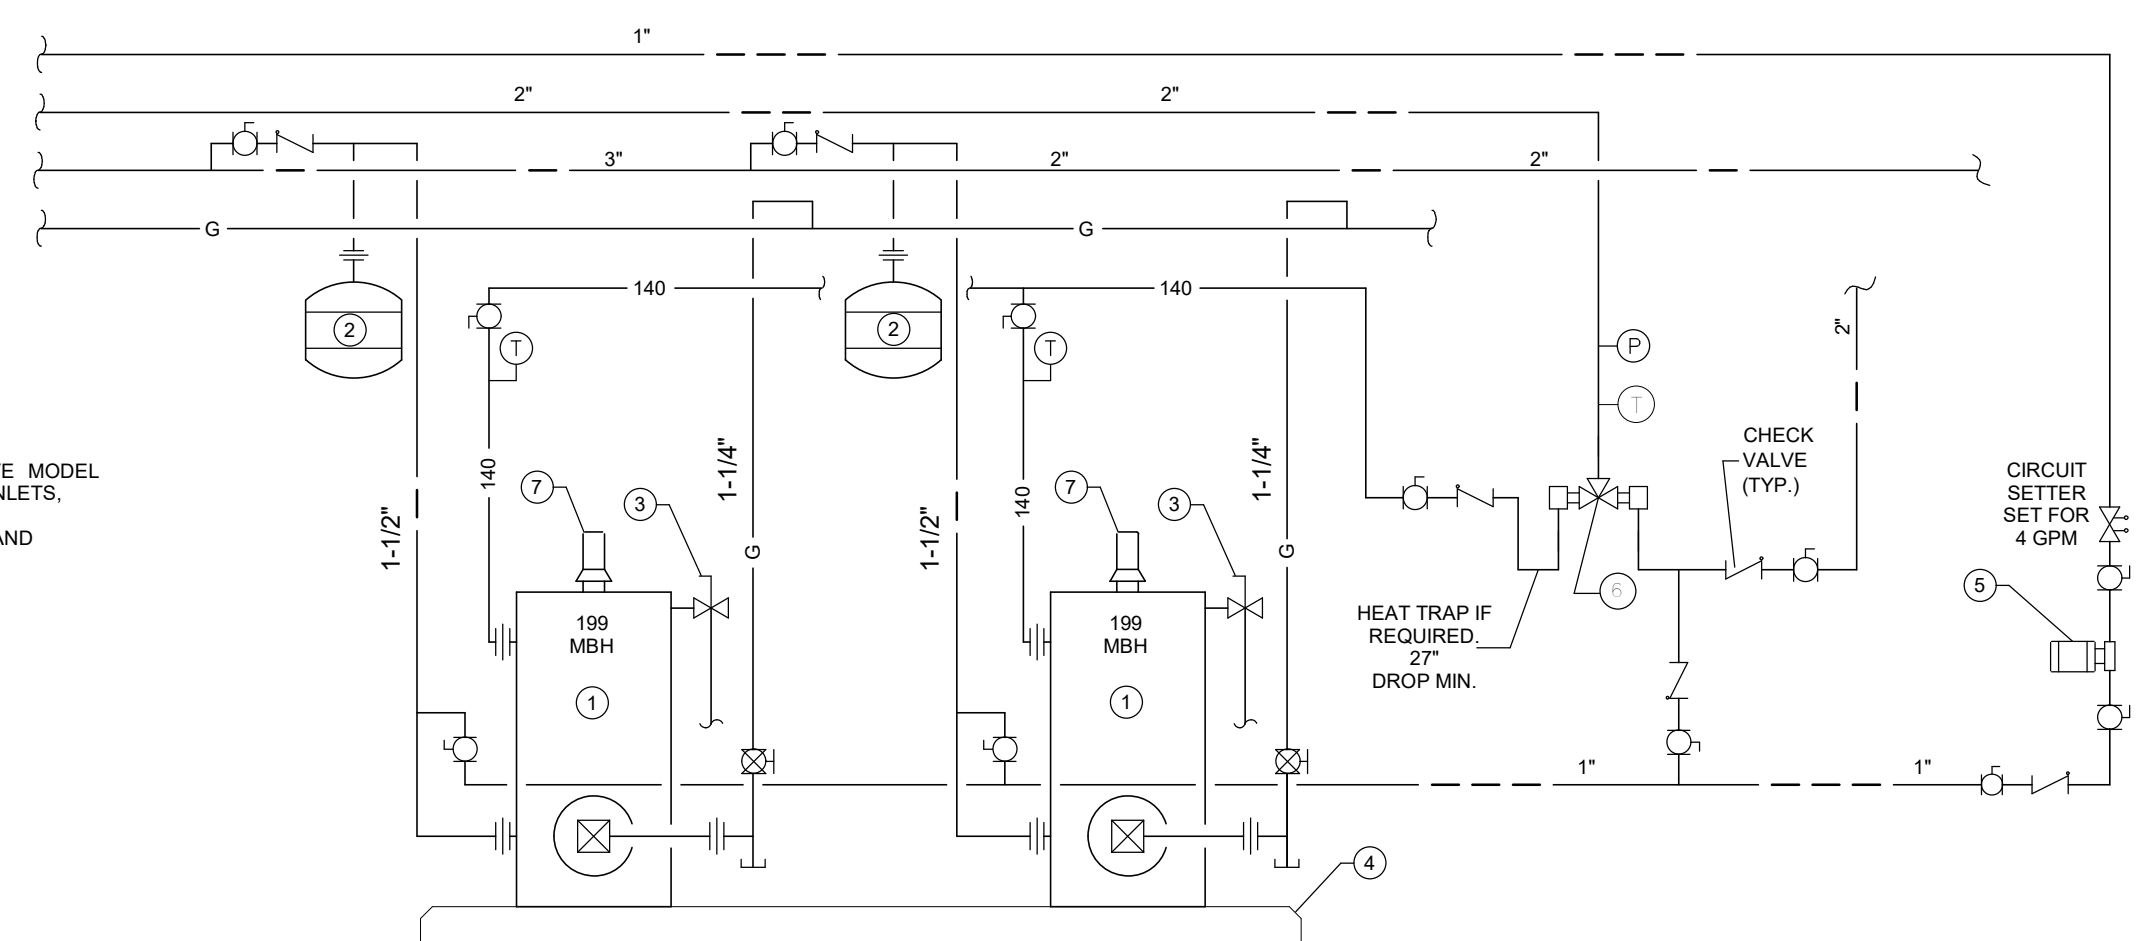 1"
2"
2"
3"
2"
2"
G
G
140
140
2
2
T
T
P
T
2"
VE MODEL
NLETS,
AND
1-1/2"
140
7
3
1-1/4"
G
1-1/2"
140
7
3
1-1/4"
G
CHECK
VALVE
(TYP.)
CIRCUIT
SETTER
SET FOR
4 GPM
5
6
HEAT TRAP IF
REQUIRED.
27"
DROP MIN.
199
MBH
1
199
MBH
1
1"
1"
4